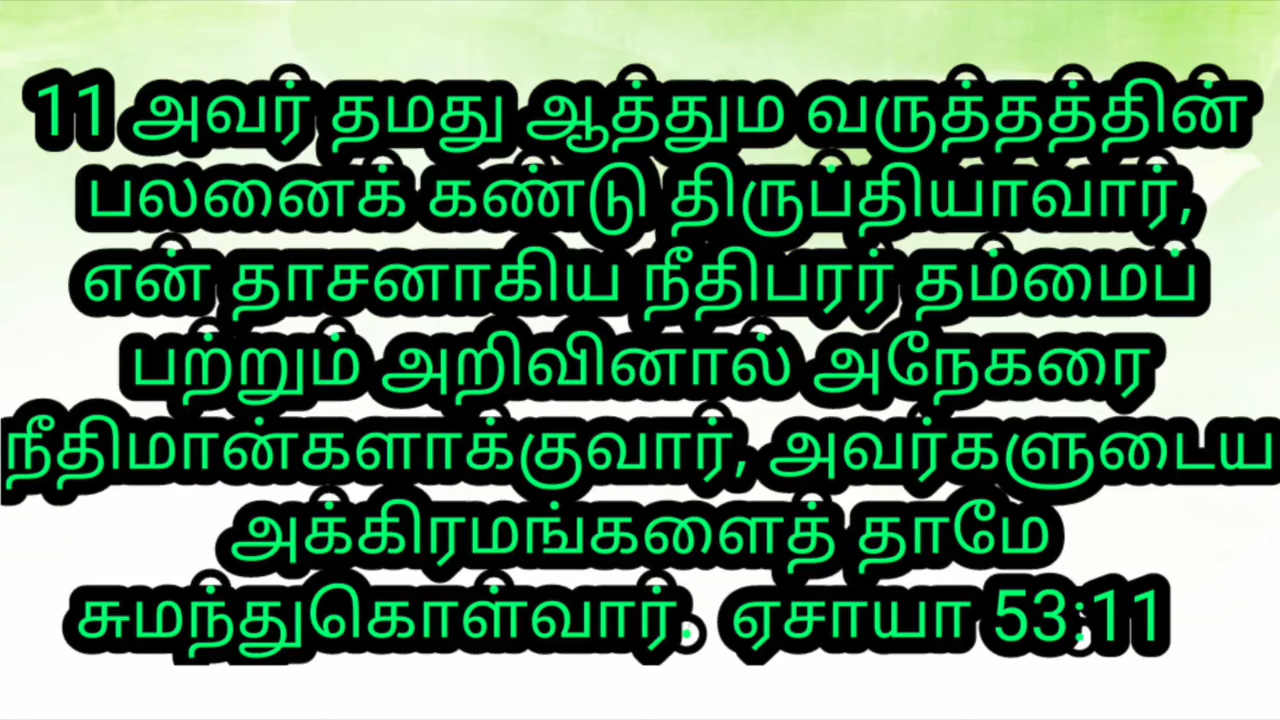 11 அவர் தமது ஆத்தும வருத்தத்தின்
பலனைக் கண்டு திருப்தியாவார்,
என் தாசனாகிய நீதிபரர் தம்மைப்
பற்றும் அறிவினால் அநேகரை
நீதிமான்களாக்குவார், அவர்களுடைய
அக்கிரமங்களைத் தாமே
சுமந்துகொள்வார். ஏசாயா 53:11